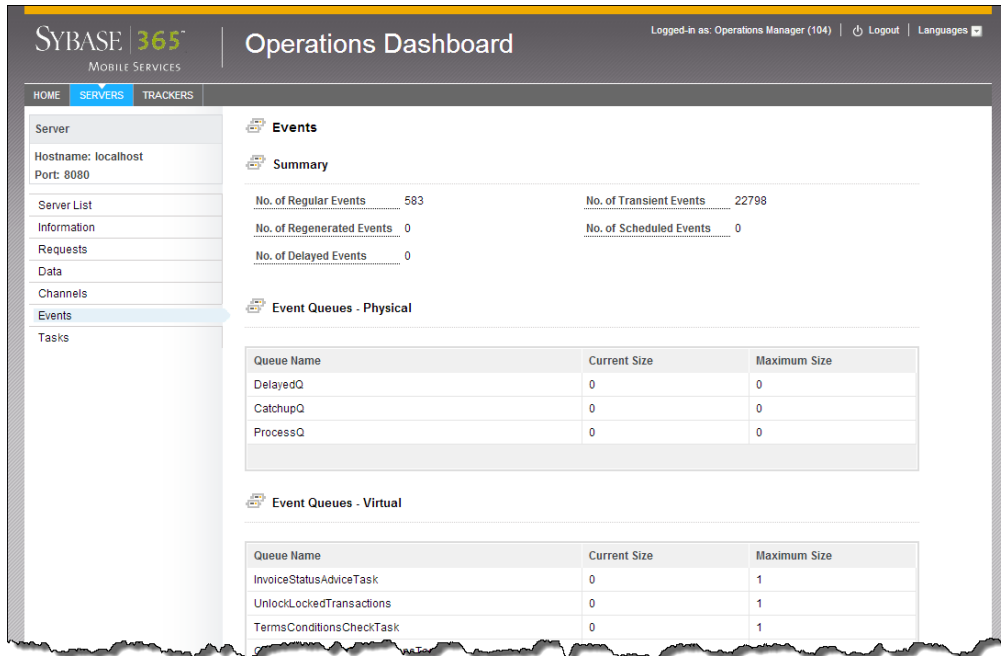 SYBASE 365™
MOBILE SERVICES
Operations Dashboard
Logged-in as: Operations Manager (104) | Logout | Languages
HOME SERVERS TRACKERS
Server
Hostname: localhost
Port: 8080
Server List
Information
Requests
Data
Channels
Events
Tasks
Events
Summary
No. of Regular Events 583 No. of Transient Events 22798
No. of Regenerated Events 0 No. of Scheduled Events 0
No. of Delayed Events 0
Event Queues - Physical
Queue Name Current Size Maximum Size
DelayedQ 0 0
CatchupQ 0 0
ProcessQ 0 0
Event Queues - Virtual
Queue Name Current Size Maximum Size
InvoiceStatusAdviceTask 0 1
UnlockLockedTransactions 0 1
TermsConditionsCheckTask 0 1